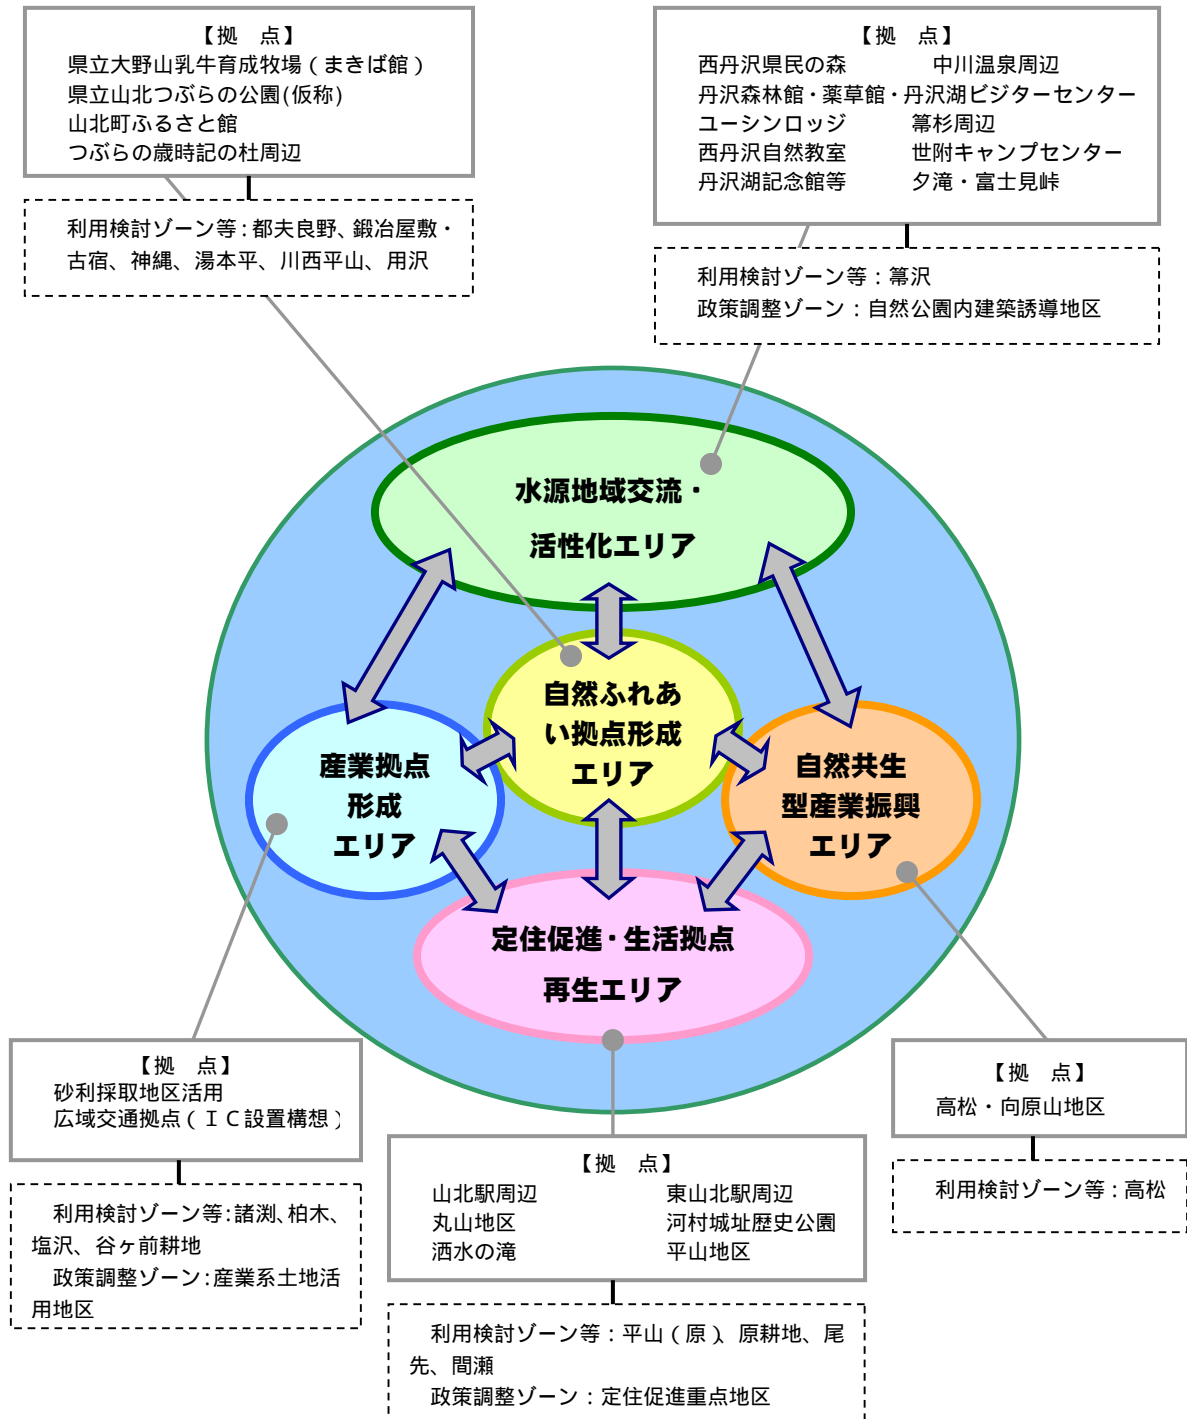 【拠　点】
県立大野山乳牛育成牧場（まきば館）
県立山北つぶらの公園(仮称)
山北町ふるさと館
つぶらの歳時記の杜周辺
利用検討ゾーン等：都夫良野、鍛冶屋敷・
古宿、神縄、湯本平、川西平山、用沢
【拠　点】
西丹沢県民の森　　　　中川温泉周辺
丹沢森林館・薬草館・丹沢湖ビジターセンター
ユーシンロッジ　　　箒杉周辺
西丹沢自然教室　　　世附キャンプセンター
丹沢湖記念館等　　　夕滝・富士見峠
利用検討ゾーン等：箒沢
政策調整ゾーン：自然公園内建築誘導地区
水源地域交流・
活性化エリア
自然ふれあ
い拠点形成
エリア
産業拠点
形成
エリア
自然共生
型産業振興
エリア
定住促進・生活拠点
再生エリア
【拠　点】
砂利採取地区活用
広域交通拠点（ＩＣ設置構想）
利用検討ゾーン等：諸渕、柏木、
塩沢、谷ヶ前耕地
政策調整ゾーン：産業系土地活
用地区
【拠　点】
山北駅周辺　　　　　　東山北駅周辺
丸山地区　　　　　　　河村城址歴史公園
洒水の滝　　　　　　　平山地区
利用検討ゾーン等：平山（原）、原耕地、尾
先、間瀬
政策調整ゾーン：定住促進重点地区
【拠　点】
高松・向原山地区
利用検討ゾーン等：高松